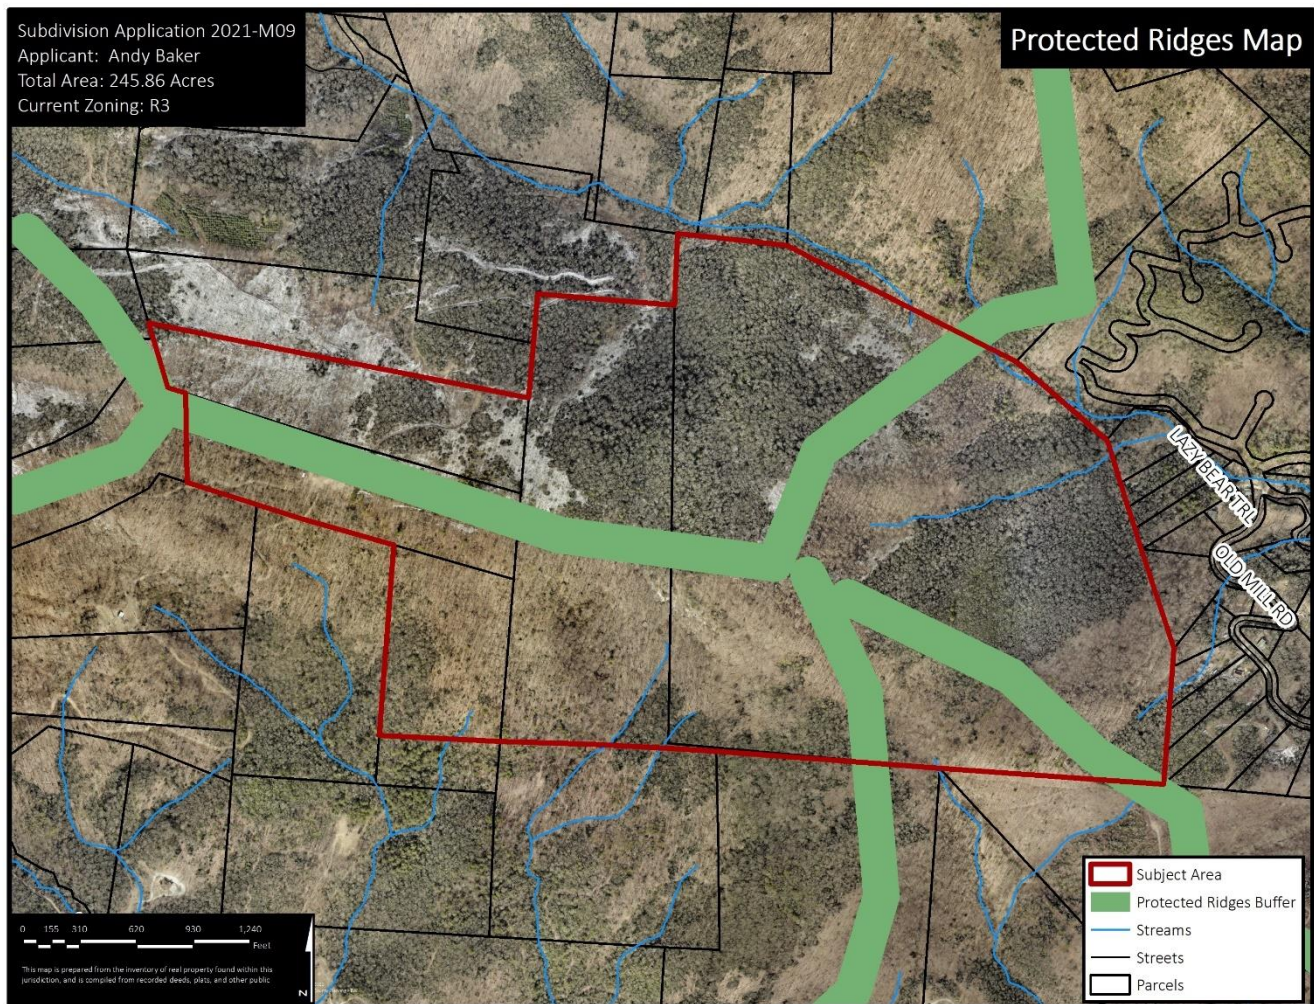 Subdivision Application 2021-M09
Applicant: Andy Baker
Total Area: 245.86 Acres
Current Zoning: R3
Protected Ridges Map
LAZY BEAR TRL
OLD MILL RD
Subject Area
Protected Ridges Buffer
Streams
Streets
Parcels
0 155 310 620 930 1,240
Feet
This map is prepared from the inventory of real property found within this
jurisdiction, and is compiled from recorded deeds, plats, and other public
N